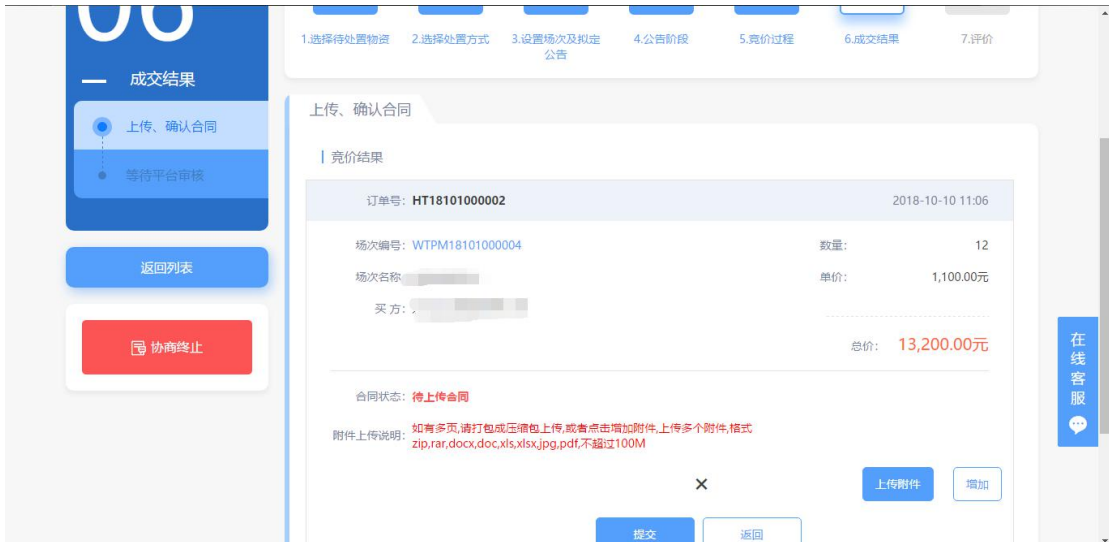 06
成交结果
上传、确认合同
等待平台审核
返回列表
协商终止
1.选择待处置物资 2.选择处置方式 3.设置场次及拟定 4.公告阶段 5.竞价过程 6.成交结果 7.评价
公告
上传、确认合同
竞价结果
订单号: HT18101000002 2018-10-10 11:06
场次编号: WTPM18101000004 数量: 12
场次名称 单价: 1,100.00元
买 方:
总价: 13,200.00元
合同状态: 待上传合同
附件上传说明: 如有多页,请打包成压缩包上传,或者点击增加附件,上传多个附件,格式
zip,rar,docx,doc,xls,xlsx,jpg,pdf,不超过100M
上传附件 增加
提交 返回
在线客服